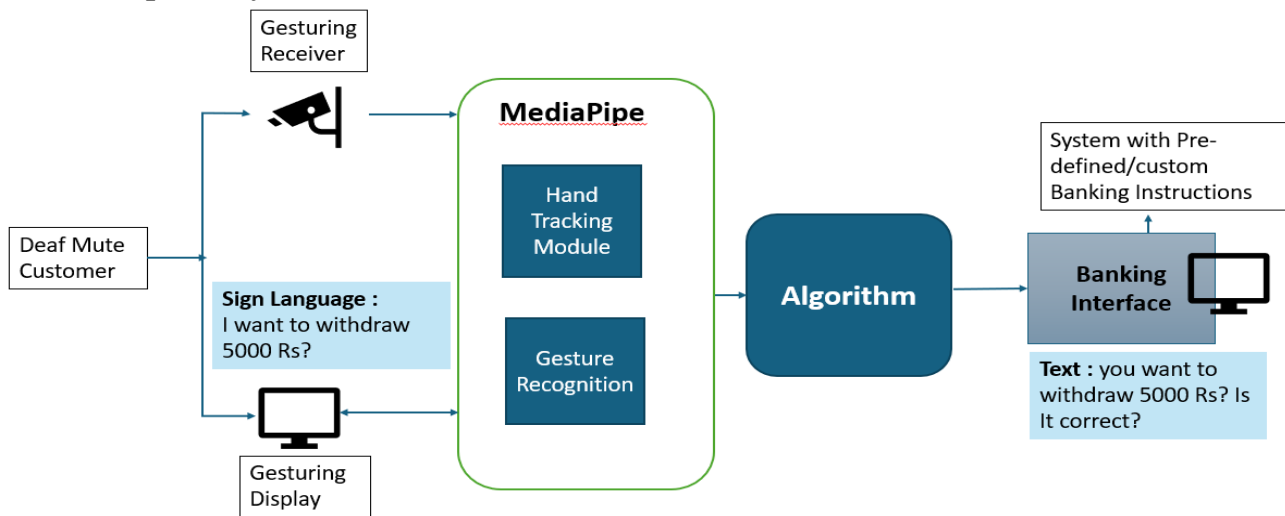 Gesturing
Receiver
MediaPipe
Hand
Tracking
Module
Gesture
Recognition
Deaf Mute
Customer
Sign Language :
I want to withdraw
5000 Rs?
Gesturing
Display
Algorithm
System with Pre-
defined/custom
Banking Instructions
Banking
Interface
Text : you want to
withdraw 5000 Rs? Is
It correct?